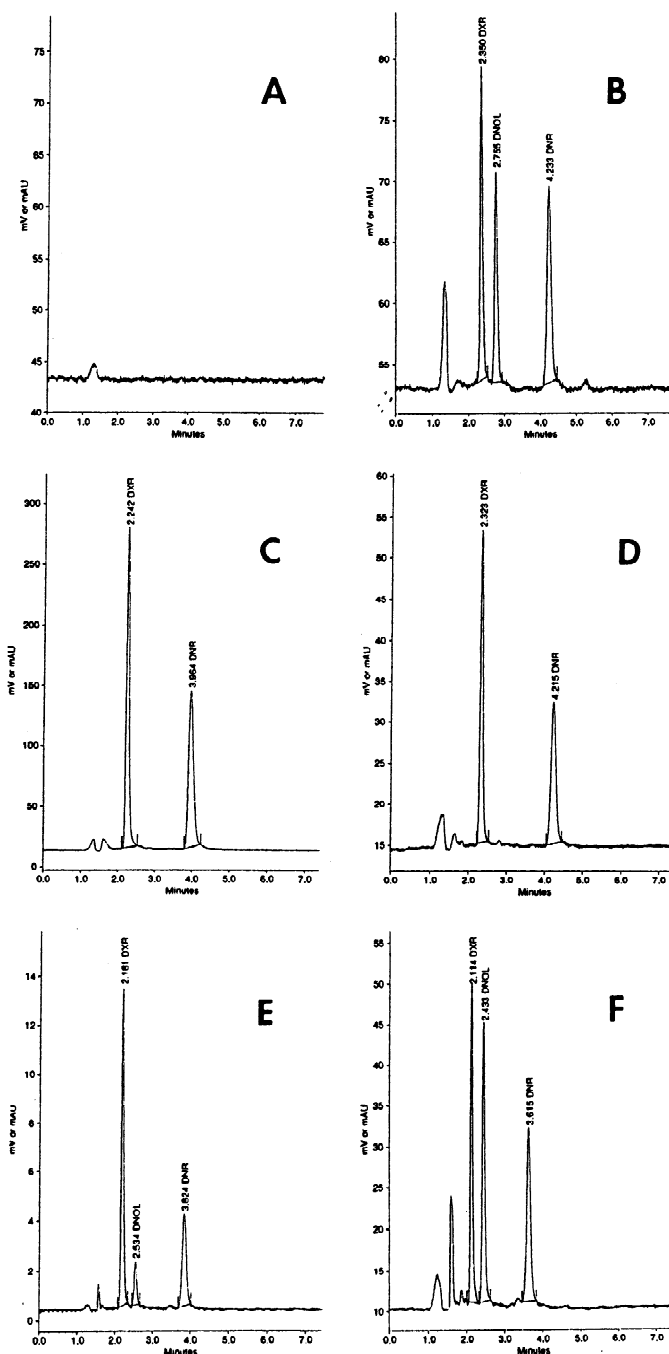 A
mV or mAU
75
70
65
60
55
50
45
40
0.0 1.0 2.0 3.0 4.0 5.0 6.0 7.0
Minutes
B
mV or mAU
80
75
70
65
60
55
2.350 DXR
2.755 DNOL
4.233 DNR
0.0 1.0 2.0 3.0 4.0 5.0 6.0 7.0
Minutes
C
mV or mAU
300
250
200
150
100
50
0
2.242 DXR
3.964 DNR
0.0 1.0 2.0 3.0 4.0 5.0 6.0 7.0
Minutes
D
mV or mAU
60
55
50
45
40
35
30
25
20
15
2.323 DXR
4.215 DNR
0.0 1.0 2.0 3.0 4.0 5.0 6.0 7.0
Minutes
E
mV or mAU
14
12
10
8
6
4
2
0
2.181 DXR
2.534 DNOL
3.824 DNR
0.0 1.0 2.0 3.0 4.0 5.0 6.0 7.0
Minutes
F
mV or mAU
55
50
45
40
35
30
25
20
15
10
2.114 DXR
2.433 DNOL
3.615 DNR
0.0 1.0 2.0 3.0 4.0 5.0 6.0 7.0
Minutes